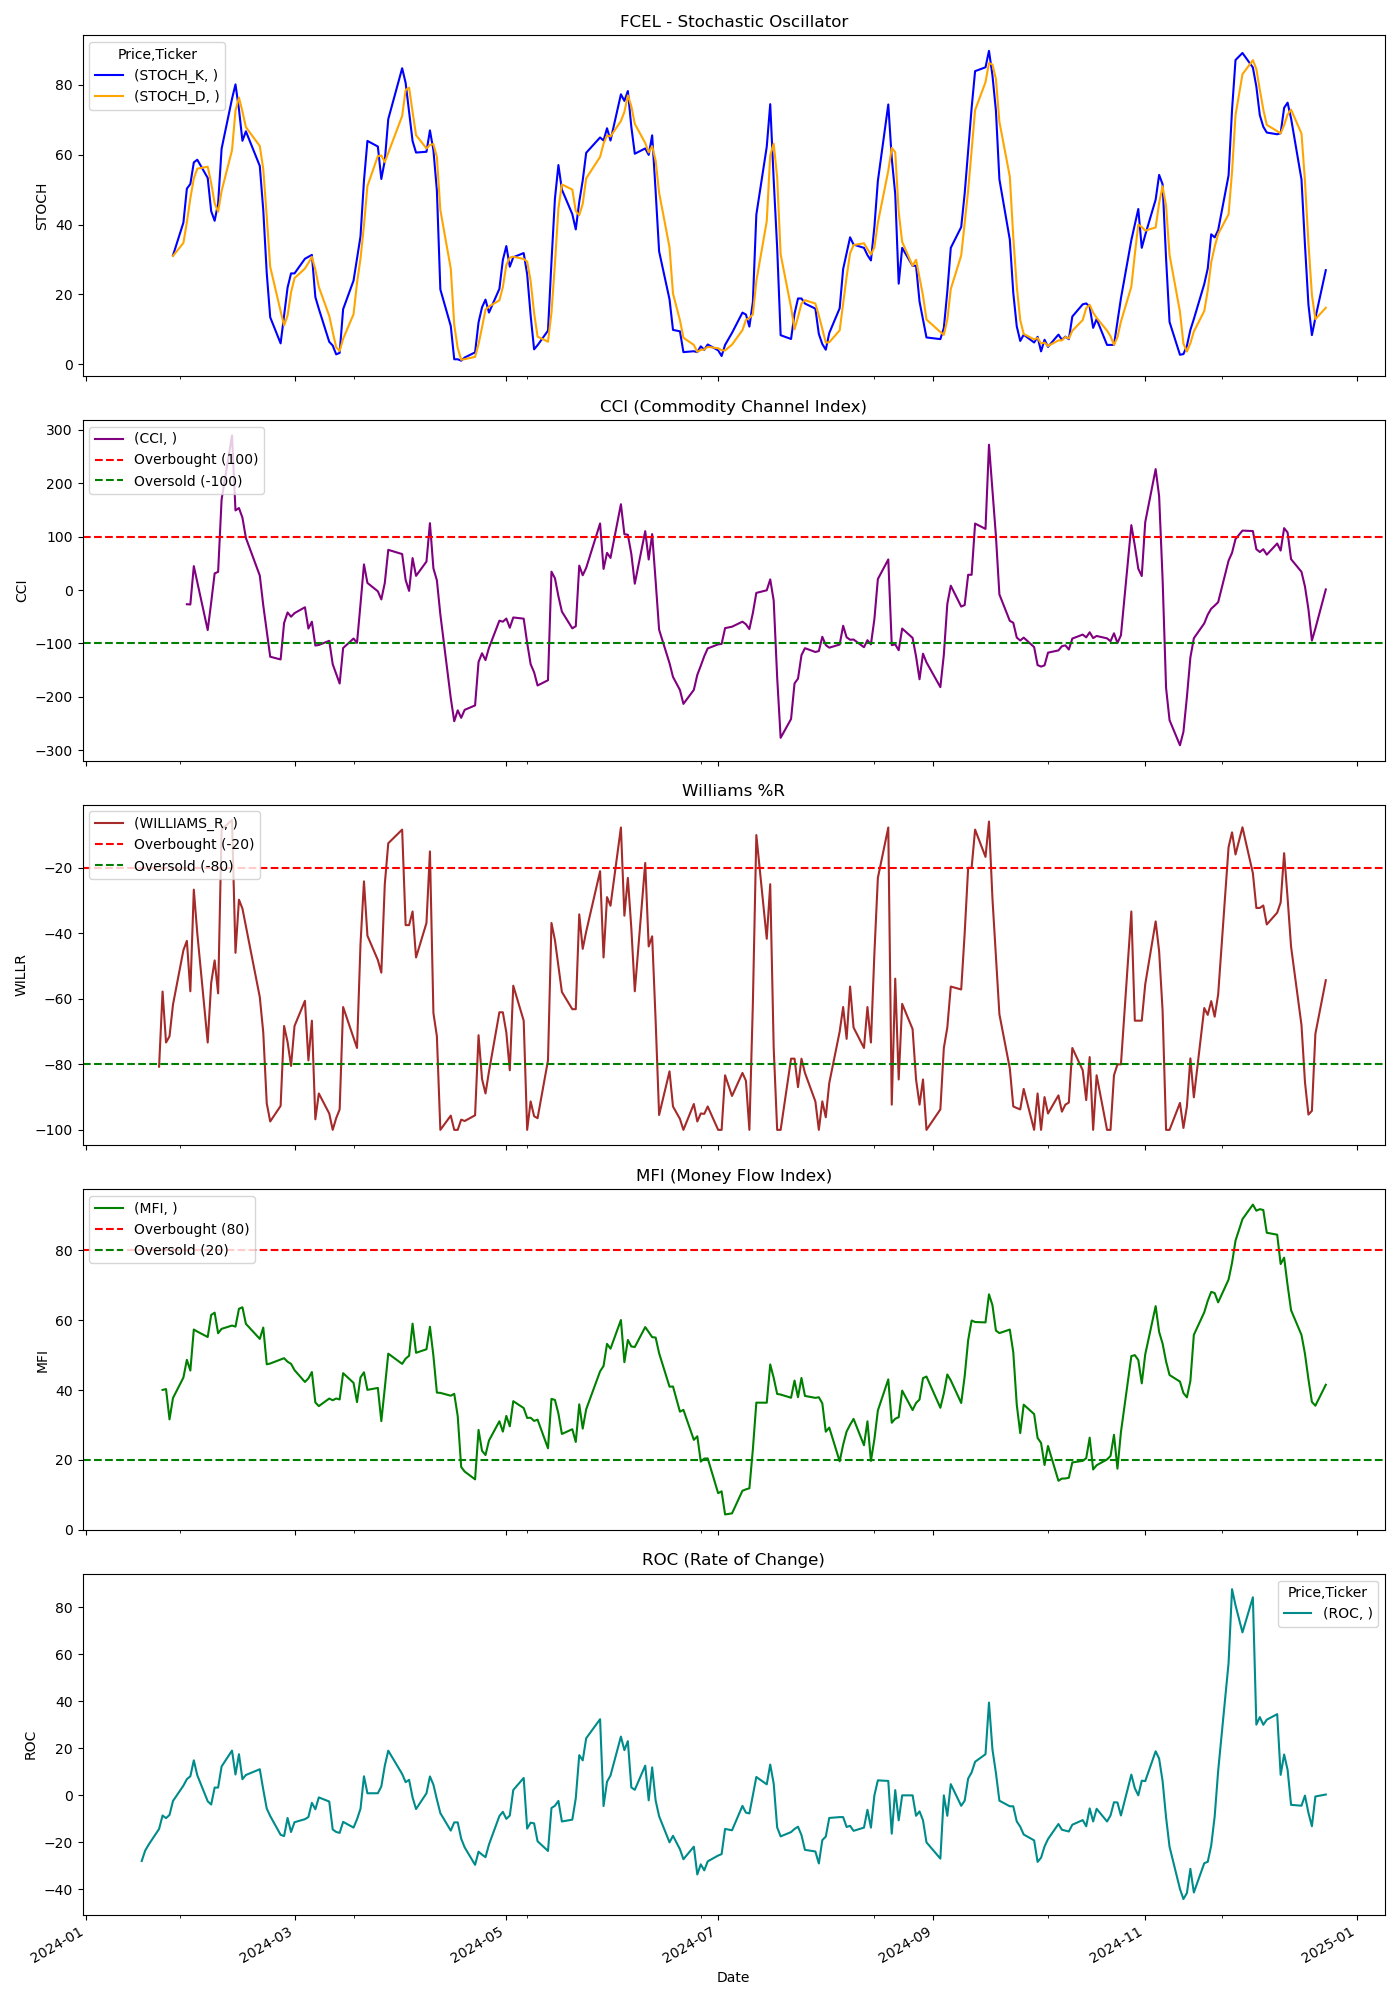 FCEL - Stochastic Oscillator
Price,Ticker
(STOCH_K, )
(STOCH_D, )
80
60
40
20
0
STOCH
CCI (Commodity Channel Index)
(CCI, )
Overbought (100)
Oversold (-100)
300
200
100
0
−100
−200
−300
CCI
Williams %R
(WILLIAMS_R, )
Overbought (-20)
Oversold (-80)
−20
−40
−60
−80
−100
WILLR
MFI (Money Flow Index)
(MFI, )
Overbought (80)
Oversold (20)
80
60
40
20
0
MFI
ROC (Rate of Change)
Price,Ticker
(ROC, )
80
60
40
20
0
−20
−40
ROC
2024-01
2024-03
2024-05
2024-07
2024-09
2024-11
2025-01
Date